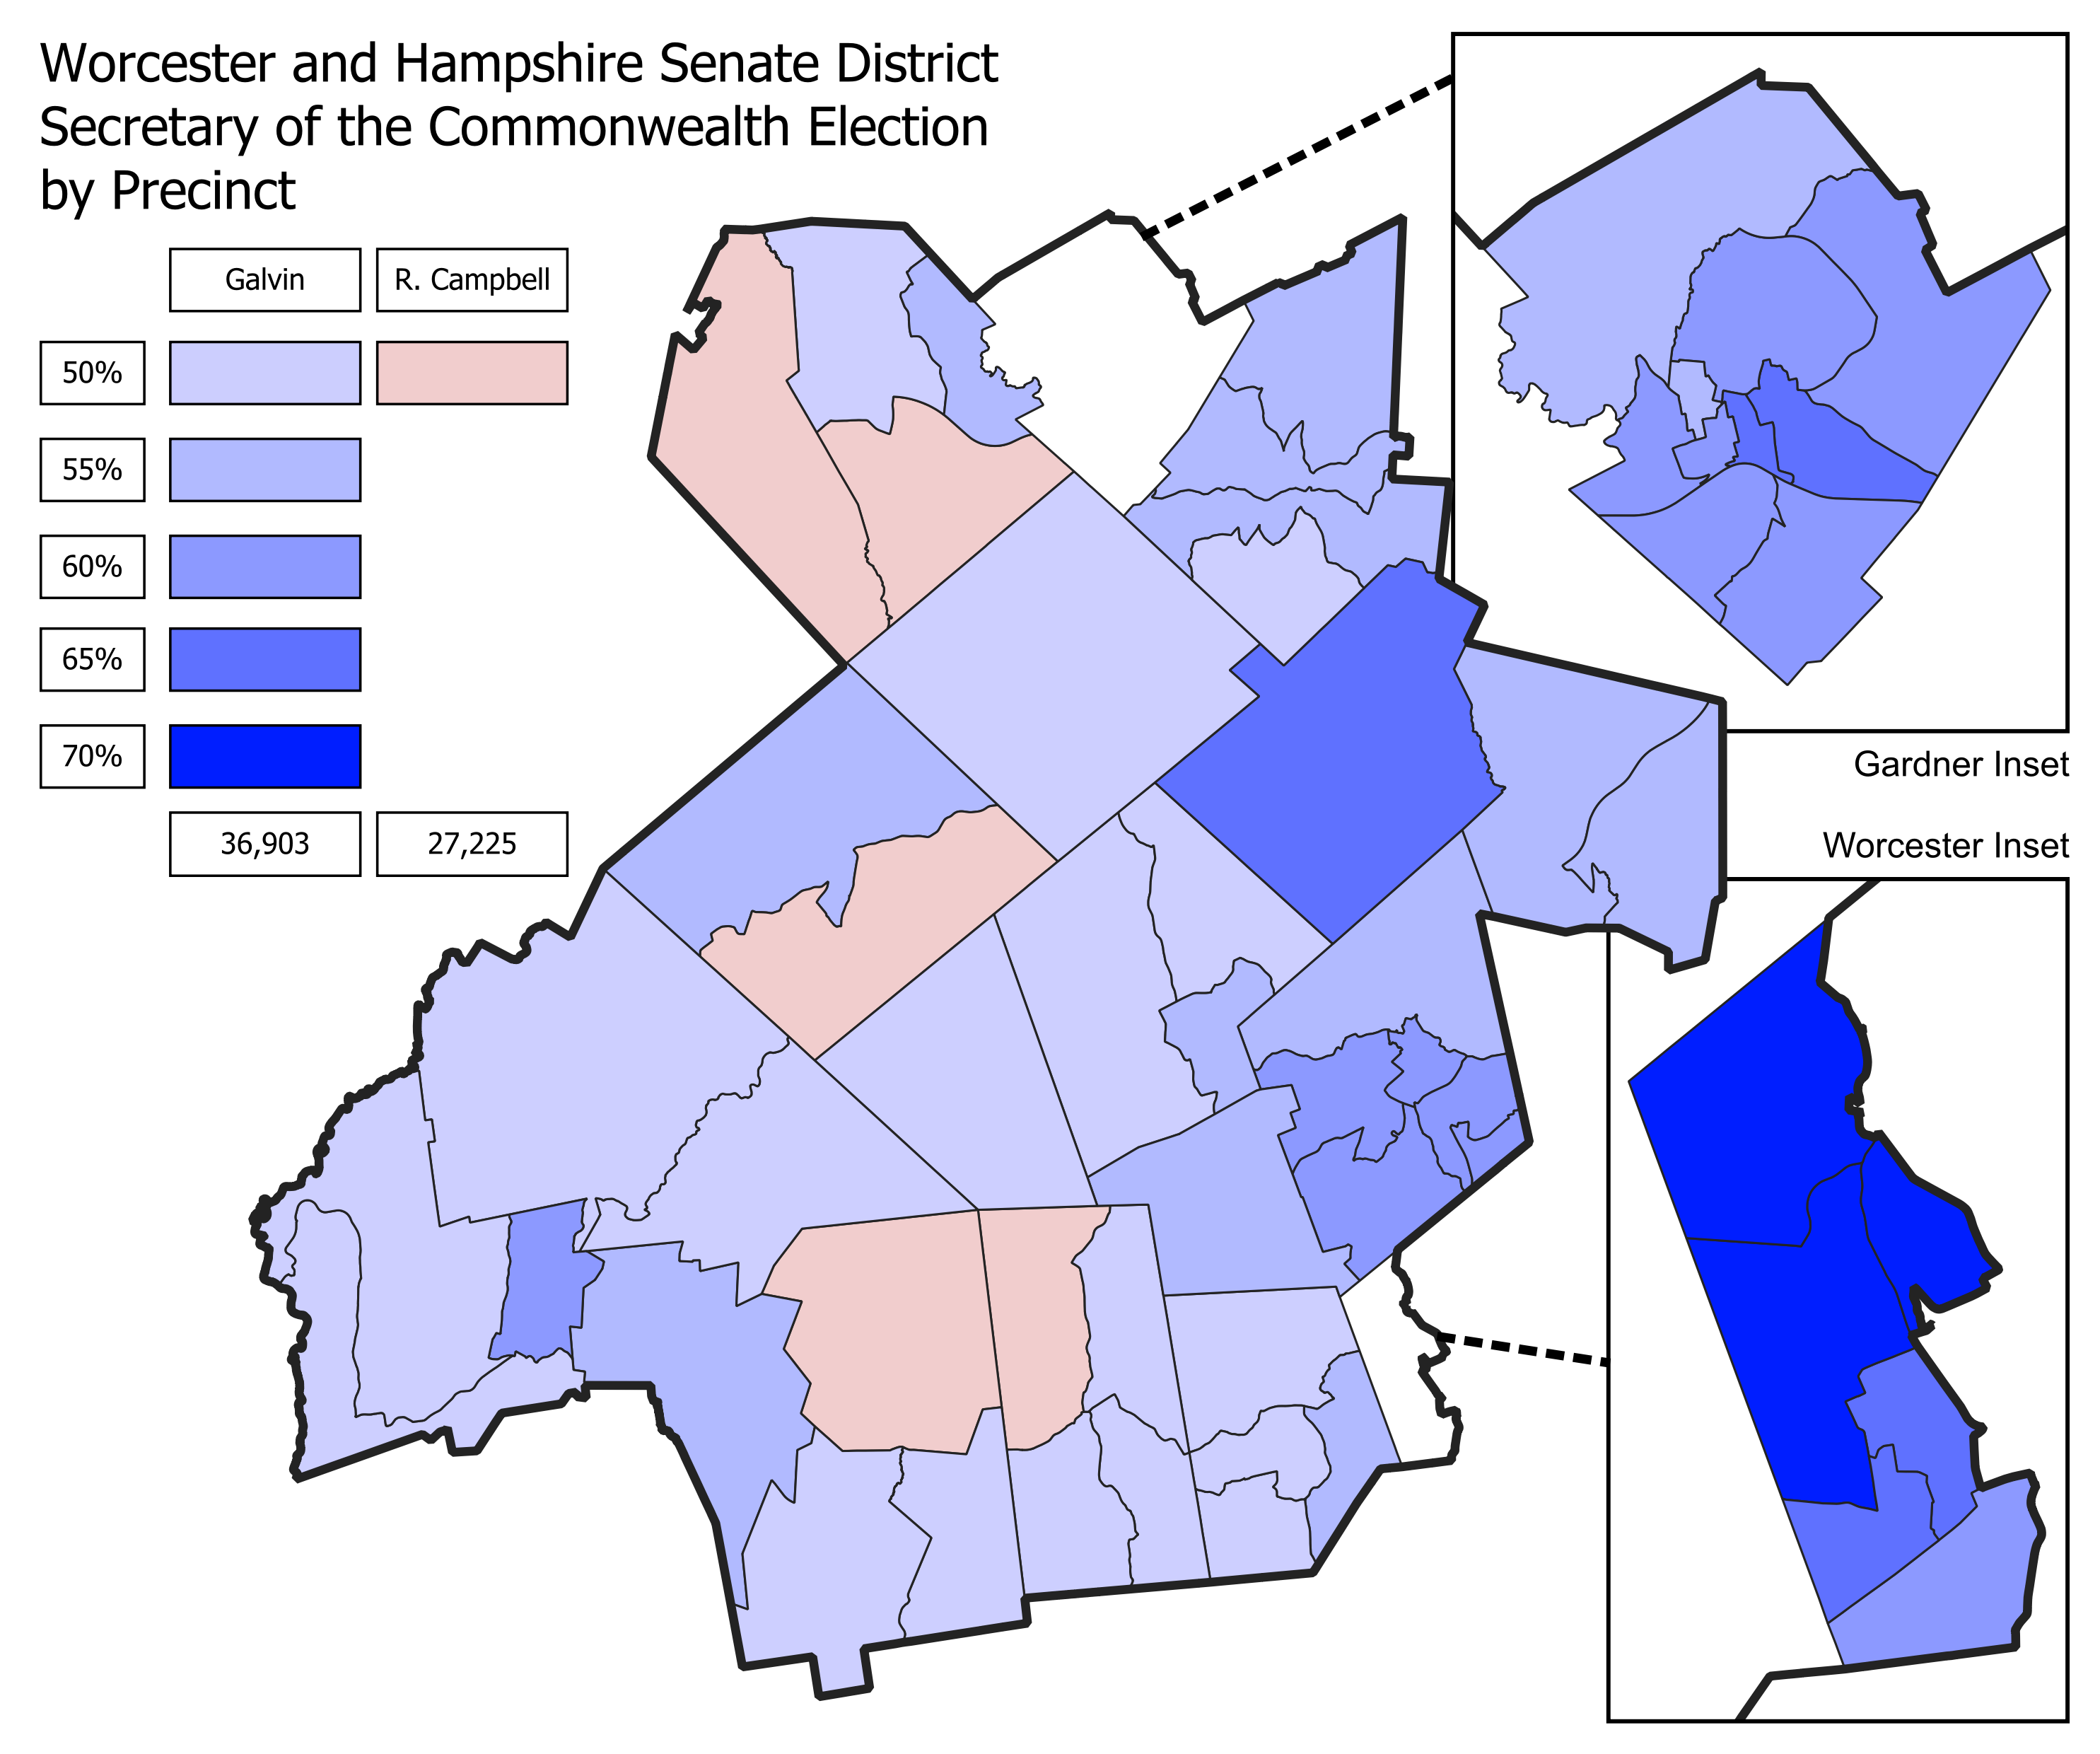 Worcester and Hampshire Senate District
Secretary of the Commonwealth Election
by Precinct
Galvin R. Campbell
50%
55%
60%
65%
70%
36,903 27,225
Gardner Inset
Worcester Inset